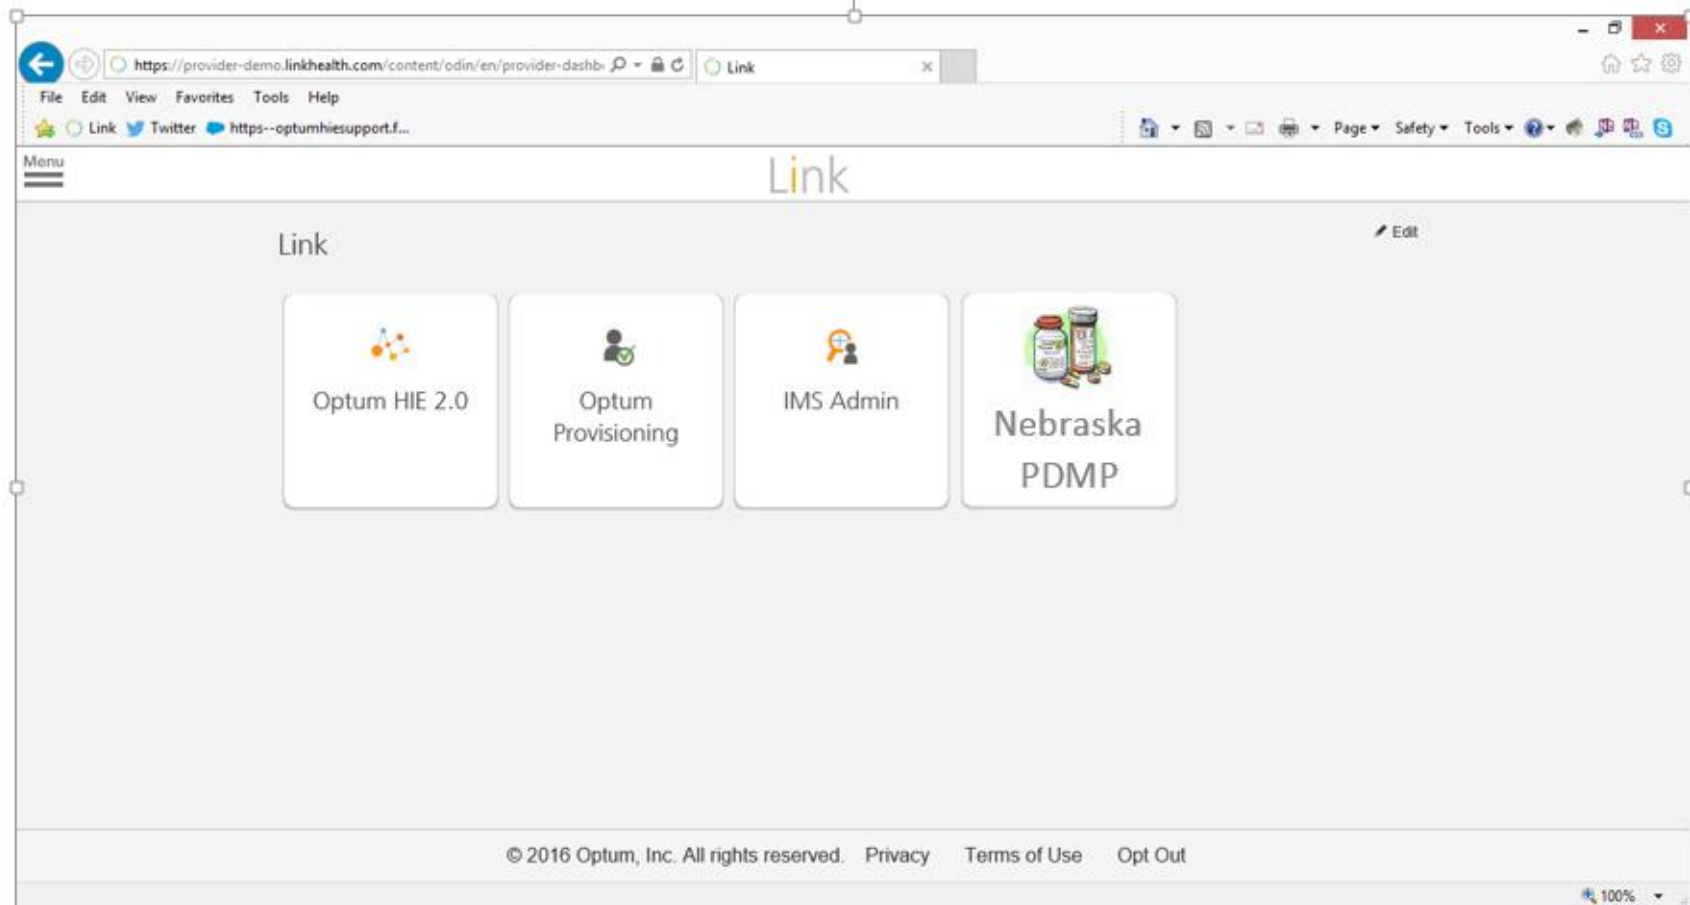 https://provider-demo.linkhealth.com/content/odin/en/provider-dashb
Link
File Edit View Favorites Tools Help
Link Twitter https--optumhiesupport.f...
Page Safety Tools
Menu
Link
Link
Edit
Optum HIE 2.0
Optum
Provisioning
IMS Admin
Nebraska
PDMP
© 2016 Optum, Inc. All rights reserved. Privacy Terms of Use Opt Out
100%